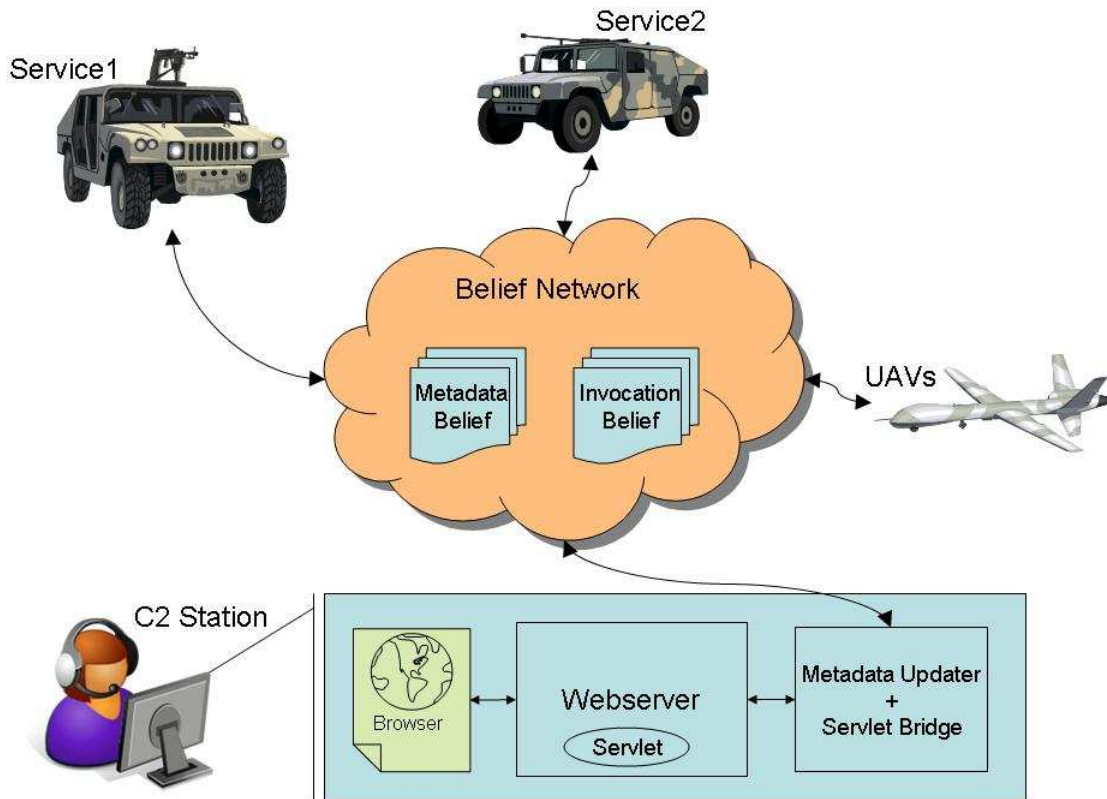 Service1
Service2
Belief Network
Metadata
Belief
Invocation
Belief
UAVs
C2 Station
Browser
Webserver
Servlet
Metadata Updater
+
Servlet Bridge